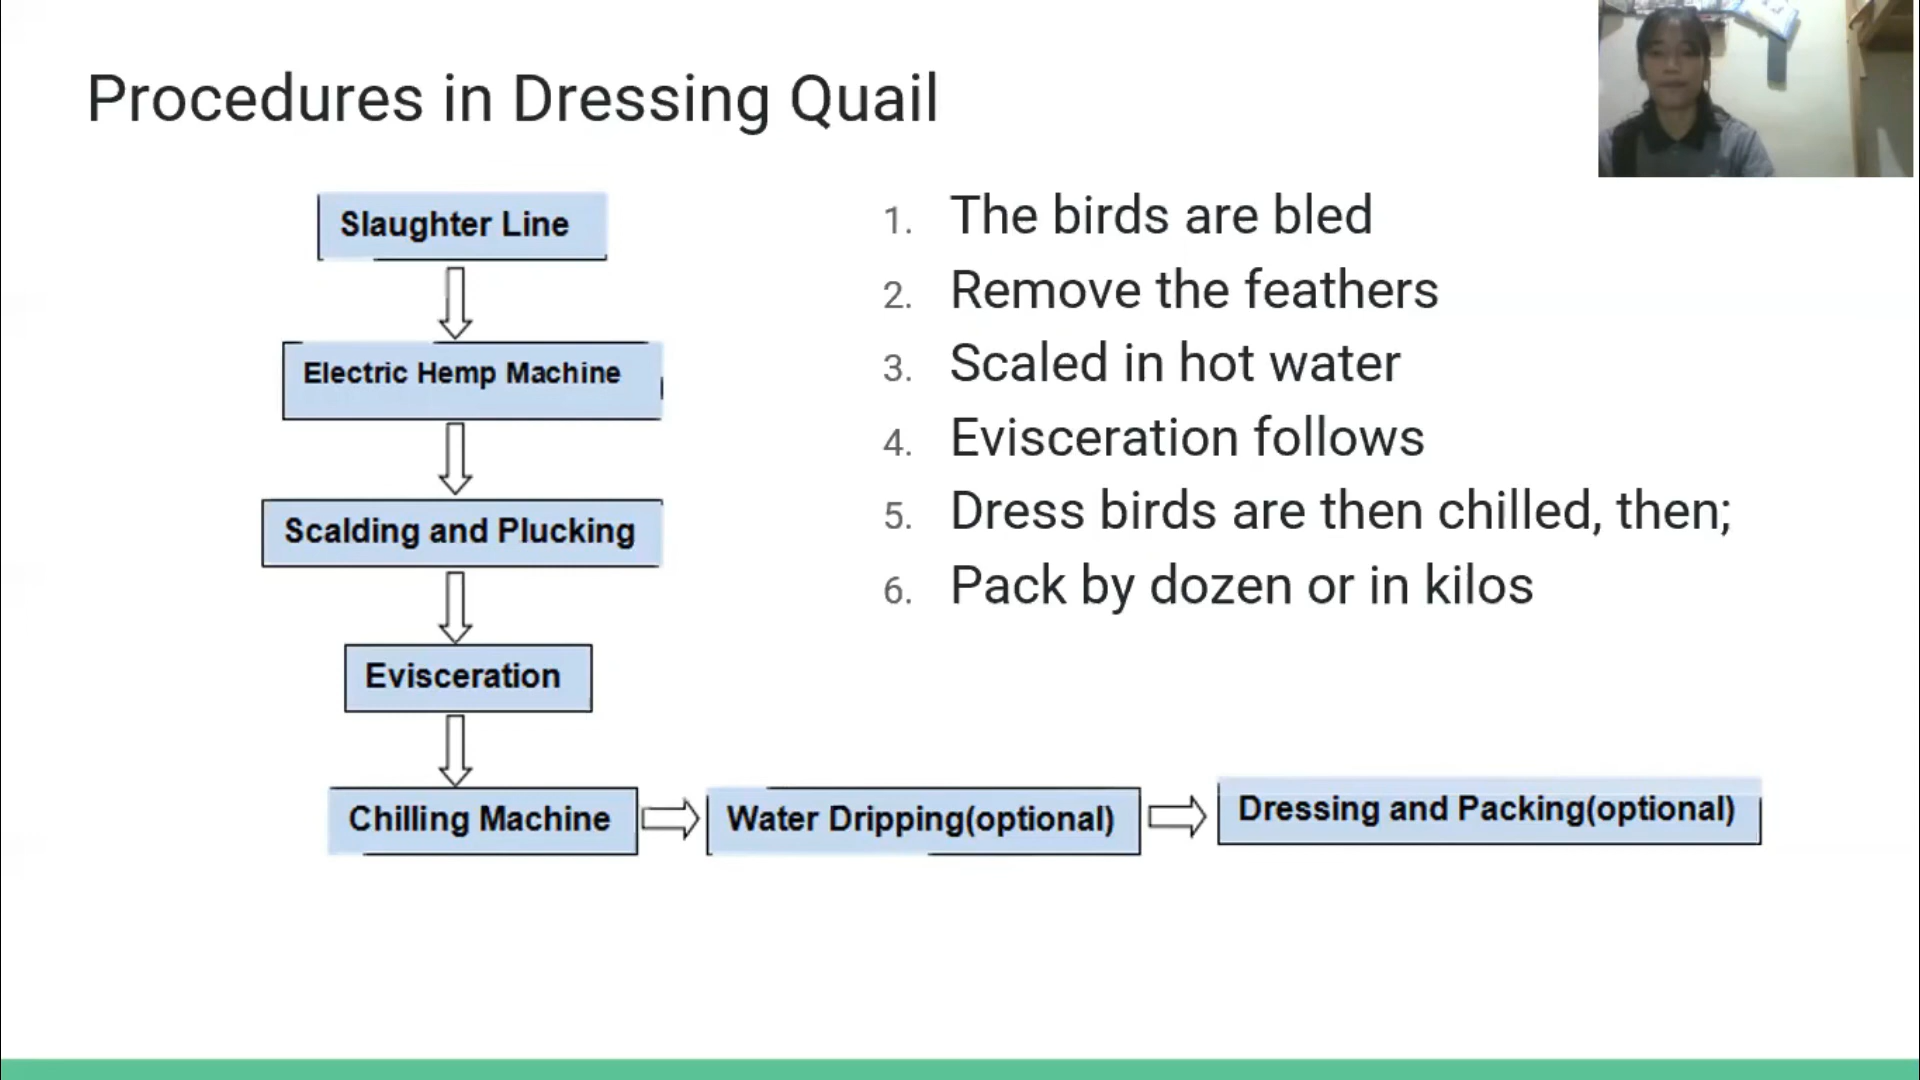 Procedures in Dressing Quail
Slaughter Line
Electric Hemp Machine
Scalding and Plucking
Evisceration
Chilling Machine
Water Dripping(optional)
Dressing and Packing(optional)
1. The birds are bled
2. Remove the feathers
3. Scaled in hot water
4. Evisceration follows
5. Dress birds are then chilled, then;
6. Pack by dozen or in kilos